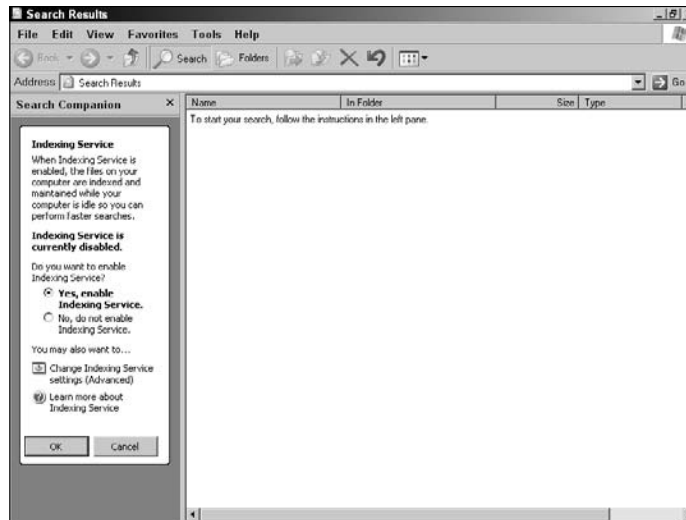 Search Results
File Edit View Favorites Tools Help
Back Search Folders
Address Search Results Go
Search Companion
Name In Folder Size Type
To start your search, follow the instructions in the left pane.
Indexing Service
When Indexing Service is
enabled, the files on your
computer are indexed and
maintained while your
computer is idle so you can
perform faster searches.
Indexing Service is
currently disabled.
Do you want to enable
Indexing Service?
Yes, enable
Indexing Service.
No, do not enable
Indexing Service.
You may also want to...
Change Indexing Service
settings (Advanced)
Learn more about
Indexing Service
OK Cancel